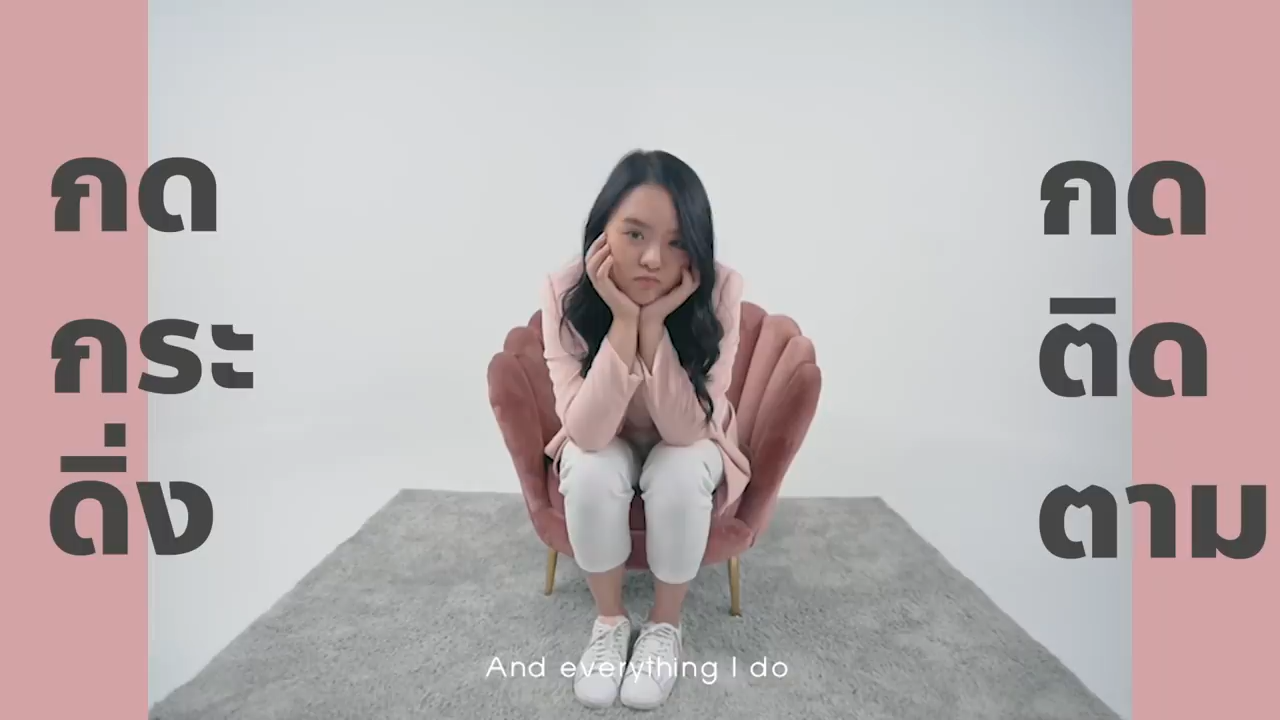 กด
กระ
ดิ่ง
กด
ติด
ตาม
And everything I do